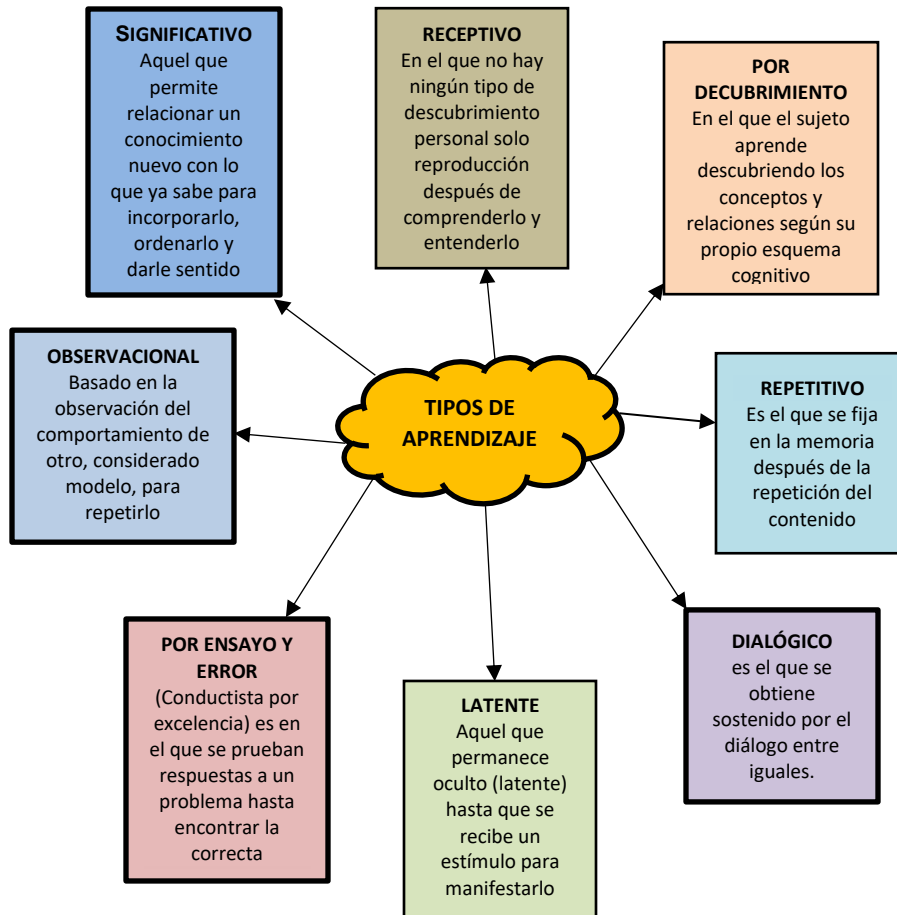 SIGNIFICATIVO
Aquel que
permite
relacionar un
conocimiento
nuevo con lo
que ya sabe para
incorporarlo,
ordenarlo y
darle sentido
RECEPTIVO
En el que no hay
ningún tipo de
descubrimiento
personal solo
reproducción
después de
comprenderlo y
entenderlo
POR
DECUBRIMIENTO
En el que el sujeto
aprende
descubriendo los
conceptos y
relaciones según su
propio esquema
cognitivo
OBSERVACIONAL
Basado en la
observación del
comportamiento de
otro, considerado
modelo, para
repetirlo
TIPOS DE
APRENDIZAJE
REPETITIVO
Es el que se fija
en la memoria
después de la
repetición del
contenido
POR ENSAYO Y
ERROR
(Conductista por
excelencia) es en
el que se prueban
respuestas a un
problema hasta
encontrar la
correcta
LATENTE
Aquel que
permanece
oculto (latente)
hasta que se
recibe un
estímulo para
manifestarlo
DIALÓGICO
es el que se
obtiene
sostenido por el
diálogo entre
iguales.